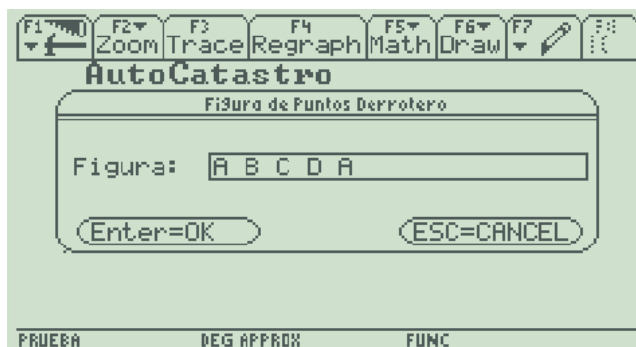 F1 F2 F3 F4 F5 F6 F7
Zoom Trace Regraph Math Draw
AutoCatastro
Figura de Puntos Derrotero
Figura: A B C D A
Enter=OK ESC=CANCEL
PRUEBA DEG APPROX FUNC